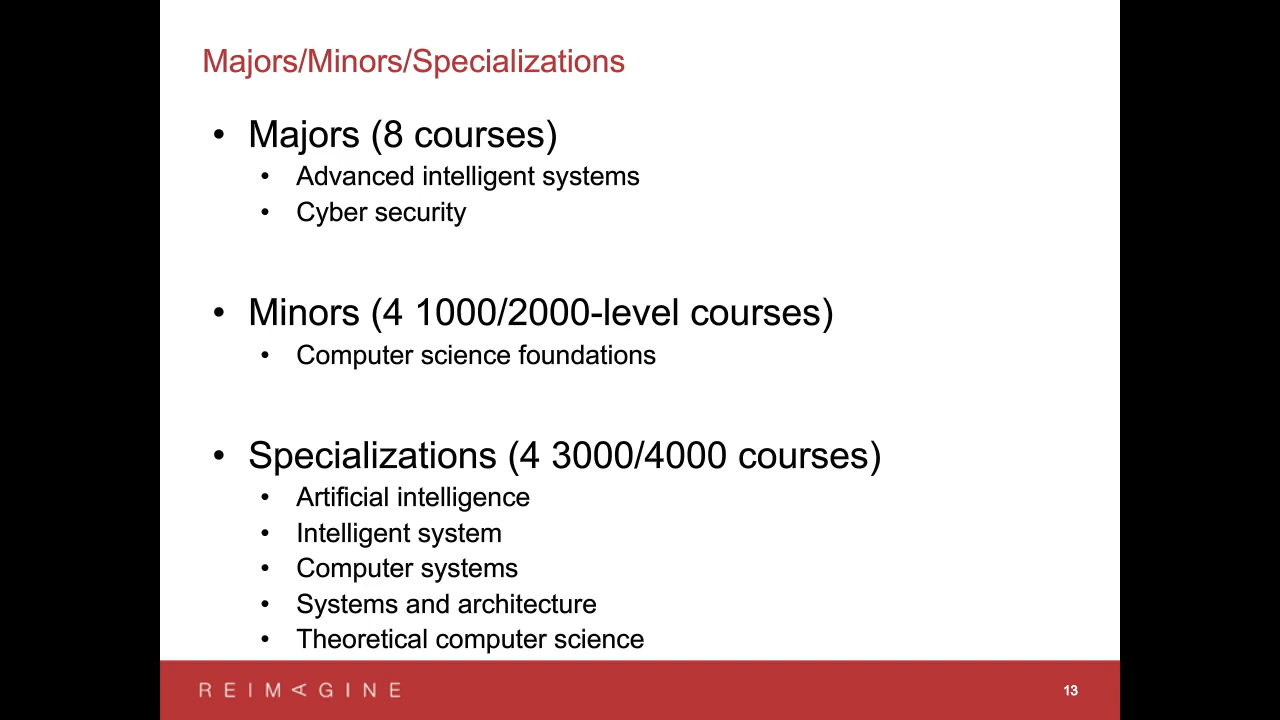 Majors/Minors/Specializations
• Majors (8 courses)
• Advanced intelligent systems
• Cyber security
• Minors (4 1000/2000-level courses)
• Computer science foundations
• Specializations (4 3000/4000 courses)
• Artificial intelligence
• Intelligent system
• Computer systems
• Systems and architecture
• Theoretical computer science
REIMAGINE
13